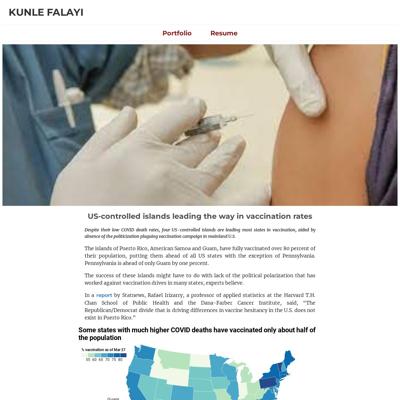 KUNLE FALAYI
Portfolio Resume
US-controlled islands leading the way in vaccination rates
Despite their low COVID death rates, four US-controlled islands are leading most states in vaccination, aided by
absence of the politicization plaguing vaccination campaign in mainland U.S.
The islands of Puerto Rico, American Samoa and Guam, have fully vaccinated over 80 percent of
their population, putting them ahead of all US states with the exception of Pennsylvania.
Pennsylvania is ahead of only Guam by one percent.
The success of these islands might have to do with lack of the political polarization that has
worked against vaccination drives in many states, experts believe.
In a report by Statnews, Rafael Irizarry, a professor of applied statistics at the Harvard T.H.
Chan School of Public Health and the Dana-Farber Cancer Institute, said, “The
Republican/Democrat divide that is driving differences in vaccine hesitancy in the U.S. does not
exist in Puerto Rico.”
Some states with much higher COVID deaths have vaccinated only about half of
the population
% vaccination as of Mar 17
55 60 65 70 75 80